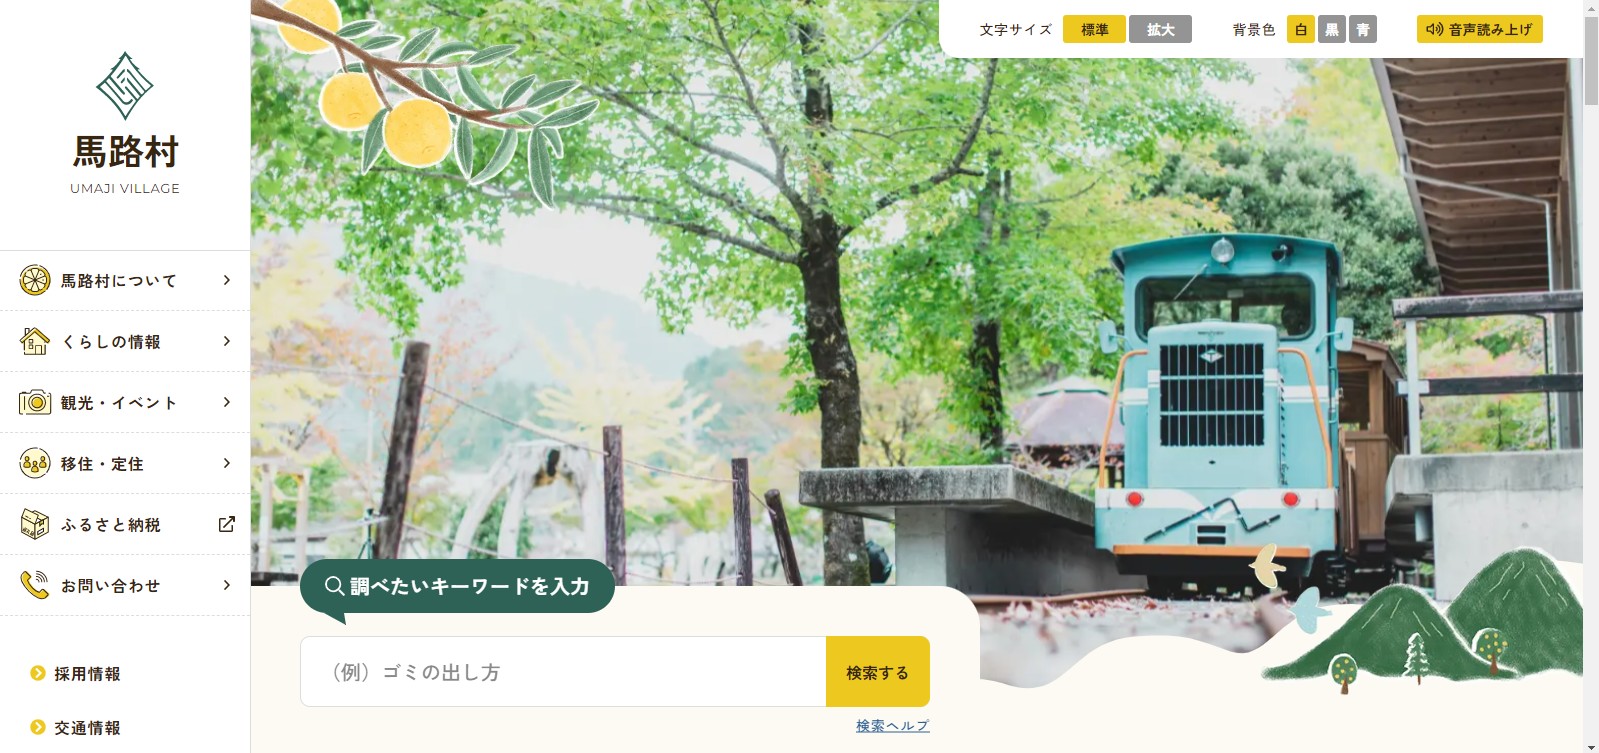 馬路村
UMAJI VILLAGE
馬路村について
くらしの情報
観光・イベント
移住・定住
ふるさと納税
お問い合わせ
採用情報
交通情報
文字サイズ 標準 拡大 背景色 白 黒 青 音声読み上げ
調べたいキーワードを入力
（例）ゴミの出し方 検索する
検索ヘルプ